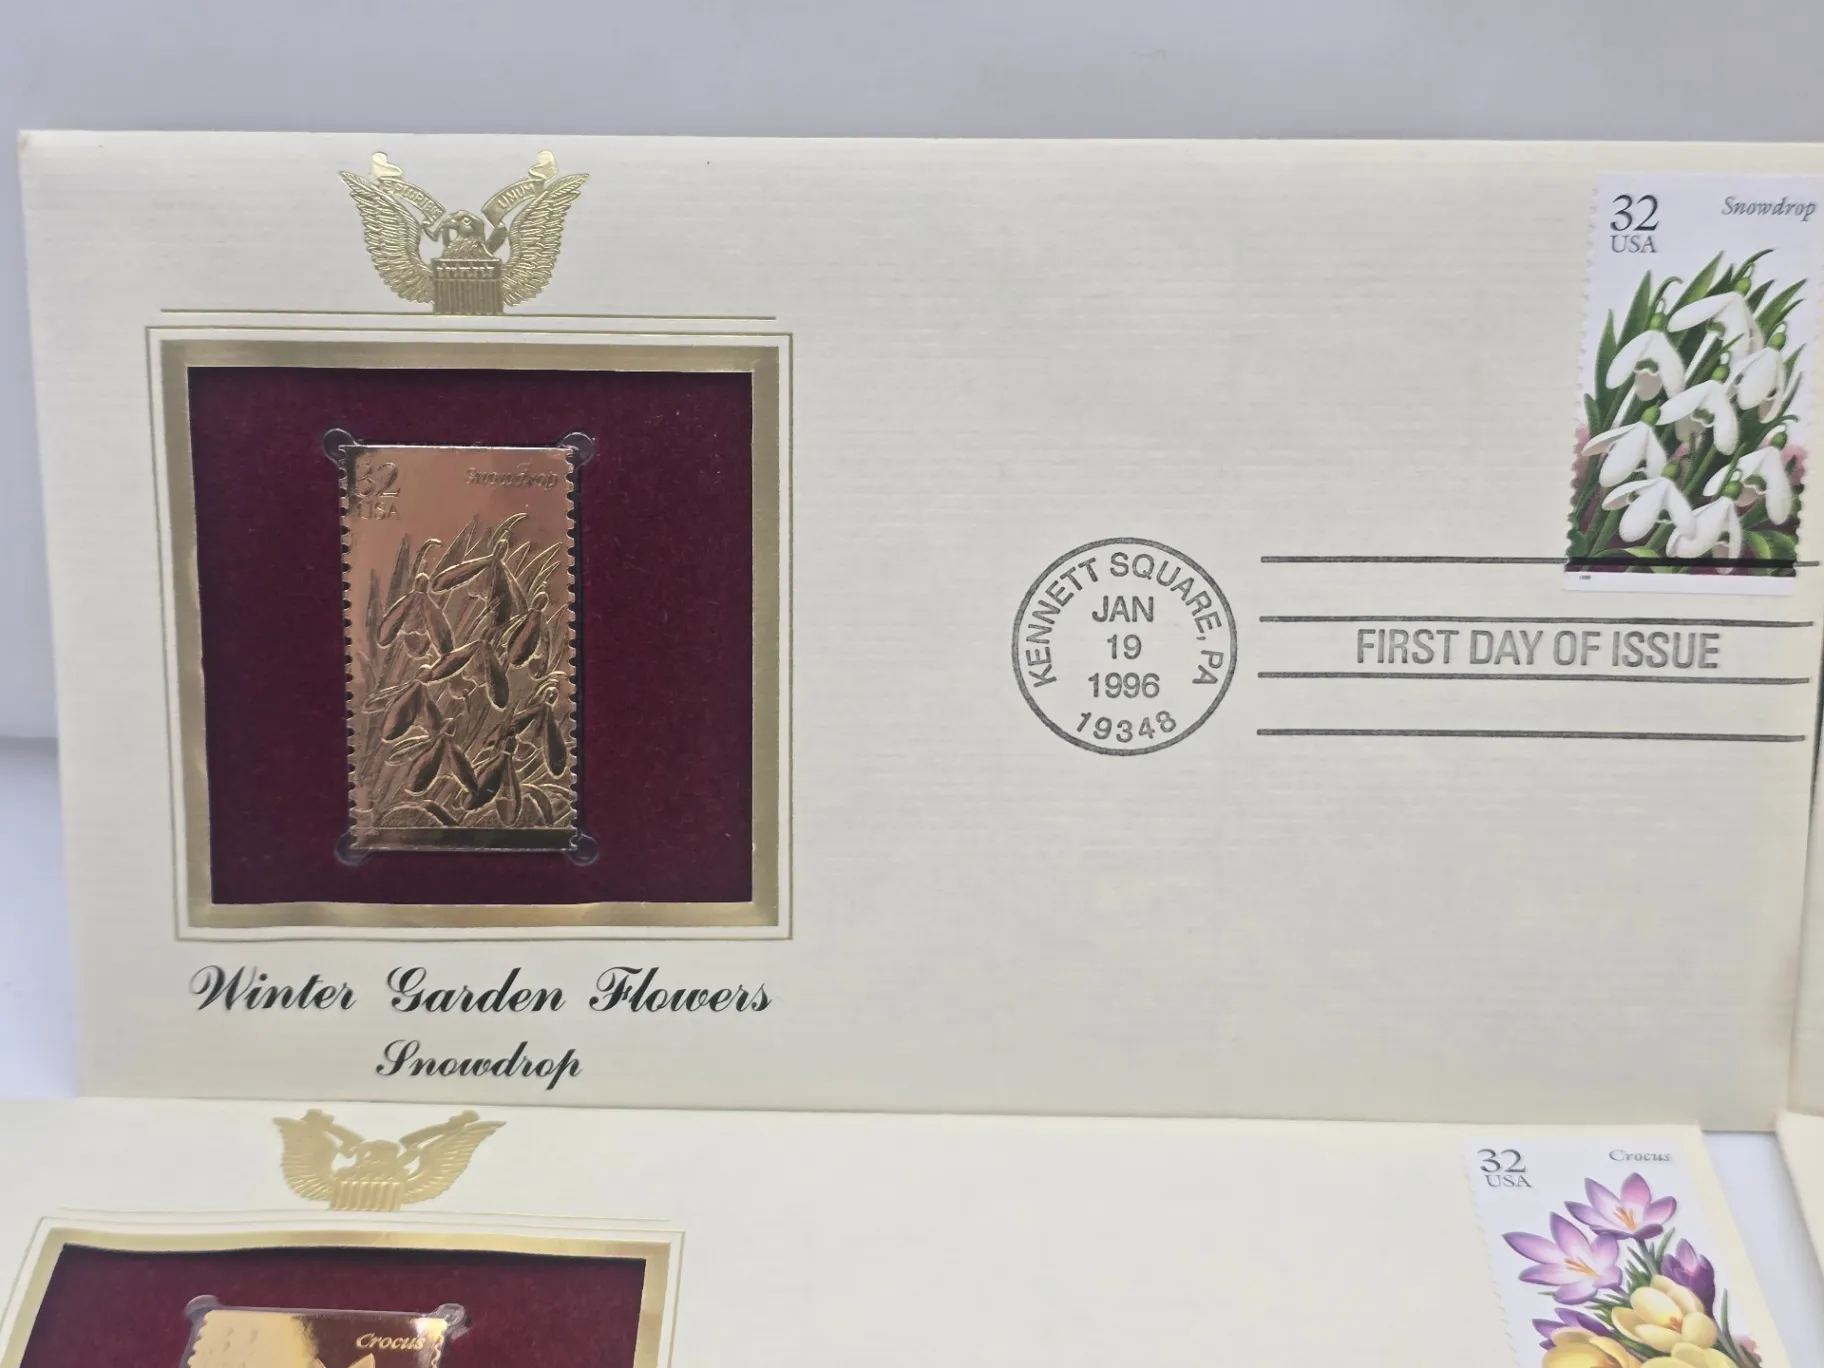 E PLURIBUS UNUM
32
USA
Snowdrop
32
USA
Snowdrop
KENNETT SQUARE, PA
JAN
19
1996
19348
FIRST DAY OF ISSUE
Winter Garden Flowers
Snowdrop
32
USA
Crocus
Crocus